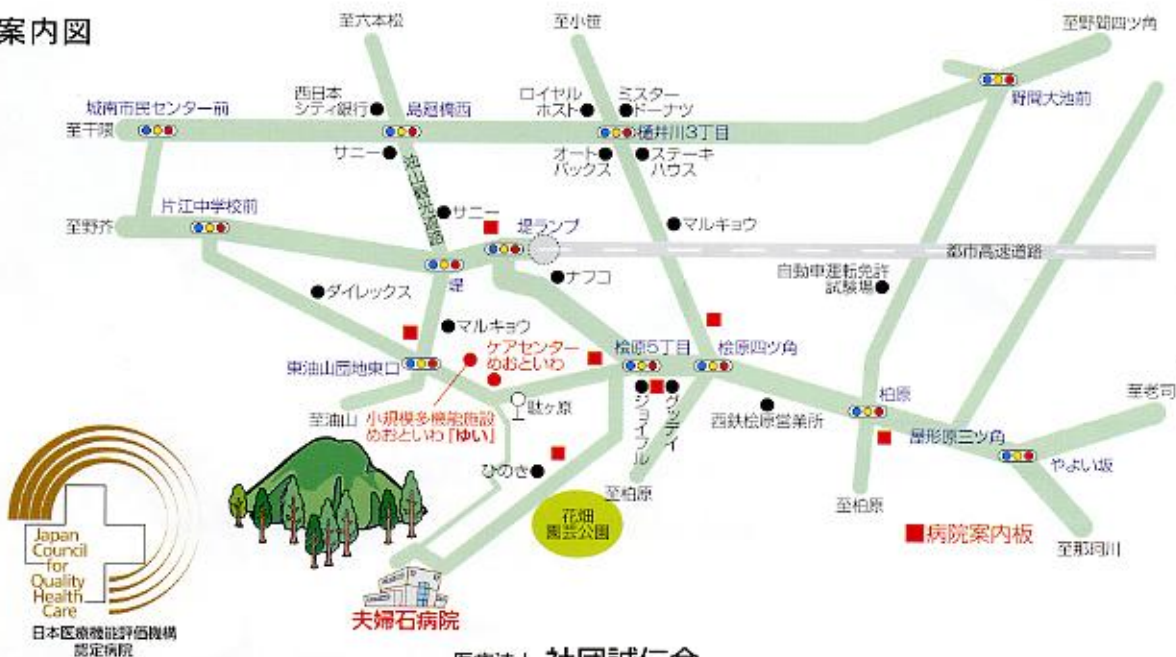 案内図
至六本松
至小笹
至野間四ツ角
西日本
シティ銀行
島廻橋西
ロイヤル
ホスト
ミスター
ドーナツ
城南市民センター前
野間大池前
至干隈
樋井川3丁目
サニー
オート
バックス
ステーキ
ハウス
片江中学校前
サニー
堤ランプ
マルキョウ
至野芥
都市高速道路
堤
ナフコ
自動車運転免許
試験場
ダイレックス
マルキョウ
ケアセンター
めおといわ
桧原5丁目
桧原四ツ角
東油山団地東口
駄ヶ原
ジョイフル
グッデイ
西鉄桧原営業所
柏原
至老司
至油山
小規模多機能施設
めおといわ「ゆい」
屋形原三ツ角
やよい坂
ひのき
至柏原
至柏原
花畑
園芸公園
病院案内板
至那珂川
Japan
Council
for
Quality
Health
Care
夫婦石病院
日本医療機能評価機構
認定病院
医療法人 社団誠仁会